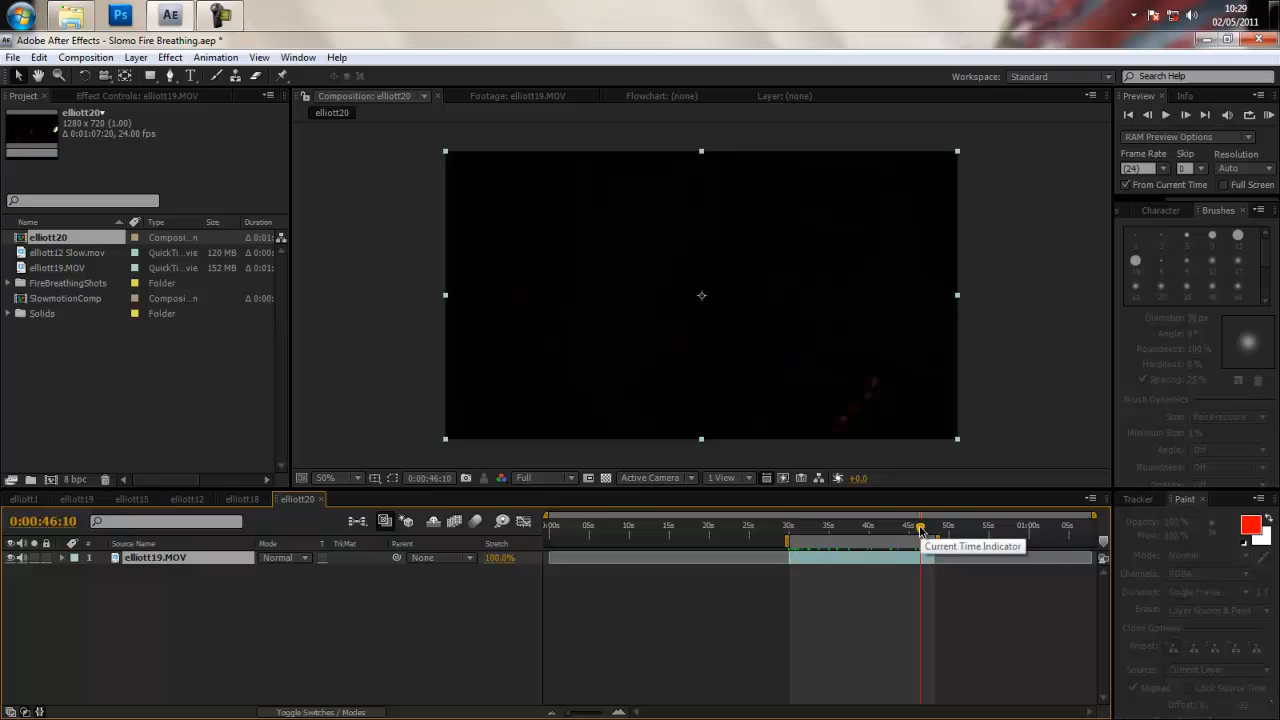 10:29
02/05/2011
Adobe After Effects - Slomo Fire Breathing.aep *
File Edit Composition Layer Effect Animation View Window Help
Workspace: Standard Search Help
Project Effect Controls: elliott19.MOV
Composition: elliott20 Footage: elliott19.MOV Flowchart: (none) Layer: (none)
Preview Info
elliott20
1280 x 720 (1.00)
Δ 0:01:07:20, 24.00 fps
elliott20
RAM Preview Options
Frame Rate Skip Resolution
(24) 0 Auto
From Current Time Full Screen
Character Brushes
Name Type Size Duration
elliott20 Composi...n Δ 0:01:
elliott12 Slow.mov QuickTi...vie 120 MB Δ 0:00:
elliott19.MOV QuickTi...vie 152 MB Δ 0:01:
FireBreathingShots Folder
SlowmotionComp Composi...n Δ 0:00:
Solids Folder
Angle: 0°
Roundness: 100 %
Hardness: 0 %
Spacing: 25%
Brush Dynamics
Size: Pen Pressure
Minimum Size: 1%
Angle: Off
Roundness: Off
8 bpc
50% 0:00:46:10 Full Active Camera 1 View +0.0
elliott1 elliott19 elliott15 elliott12 elliott18 elliott20
Tracker Paint
0:00:46:10
:00s 05s 10s 15s 20s 25s 30s 35s 40s 45s 50s 55s 01:00s 05s
# Source Name Mode T TrkMat Parent Stretch
1 elliott19.MOV Normal None 100.0%
Current Time Indicator
Opacity: 100 %
Flow: 100 %
Mode: Normal
Channels: RGBA
Duration: Single Frame
Erase: Layer Source & Paint
Clone Options
Preset:
Source: Current Layer
Aligned Lock Source Time
Toggle Switches / Modes